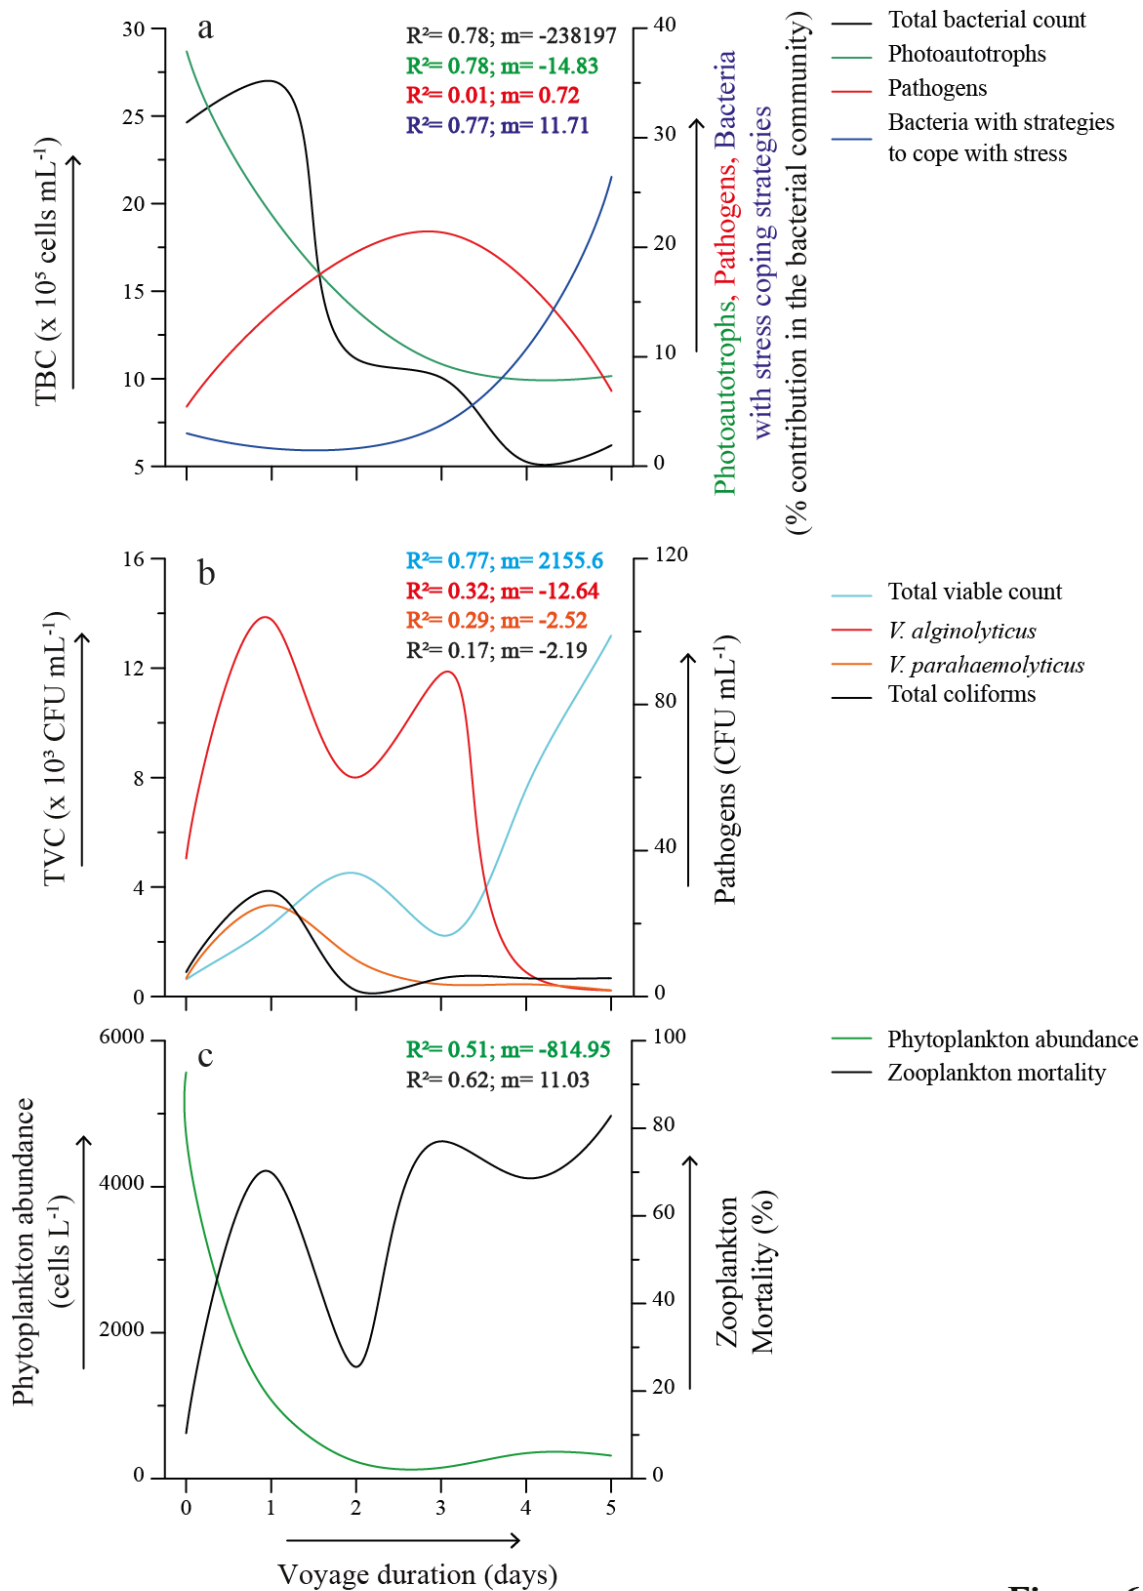 a
R²= 0.78; m= -238197
R²= 0.78; m= -14.83
R²= 0.01; m= 0.72
R²= 0.77; m= 11.71
30
25
20
15
10
5
TBC (x 10⁵ cells mL⁻¹)
40
30
20
10
0
Photoautotrophs, Pathogens, Bacteria
with stress coping strategies
(% contribution in the bacterial community)
Total bacterial count
Photoautotrophs
Pathogens
Bacteria with strategies
to cope with stress
b
R²= 0.77; m= 2155.6
R²= 0.32; m= -12.64
R²= 0.29; m= -2.52
R²= 0.17; m= -2.19
16
12
8
4
0
TVC (x 10³ CFU mL⁻¹)
120
80
40
0
Pathogens (CFU mL⁻¹)
Total viable count
V. alginolyticus
V. parahaemolyticus
Total coliforms
c
R²= 0.51; m= -814.95
R²= 0.62; m= 11.03
6000
4000
2000
0
Phytoplankton abundance
(cells L⁻¹)
100
80
60
40
20
0
Zooplankton
Mortality (%)
Phytoplankton abundance
Zooplankton mortality
0 1 2 3 4 5
Voyage duration (days)